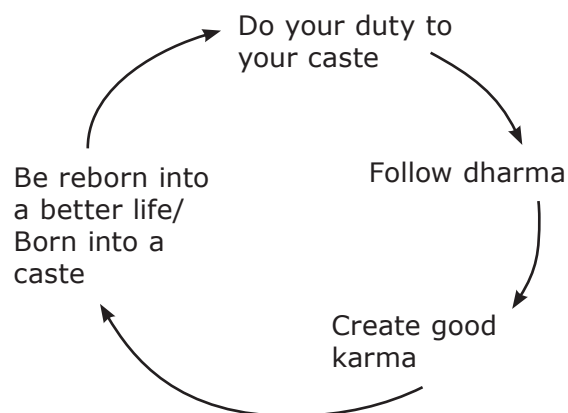 Do your duty to
your caste
Follow dharma
Create good
karma
Be reborn into
a better life/
Born into a
caste